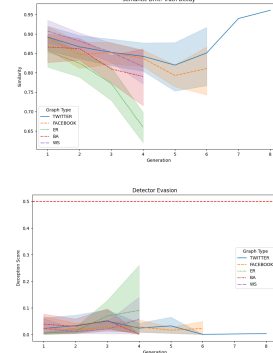 Similarity
0.95
0.90
0.85
0.80
0.75
0.70
0.65
Graph Type
TWITTER
FACEBOOK
ER
BA
WS
1 2 3 4 5 6 7 8
Generation
Detector Evasion
Deception Score
0.5
0.4
0.3
0.2
0.1
0.0
Graph Type
TWITTER
FACEBOOK
ER
BA
WS
1 2 3 4 5 6 7 8
Generation